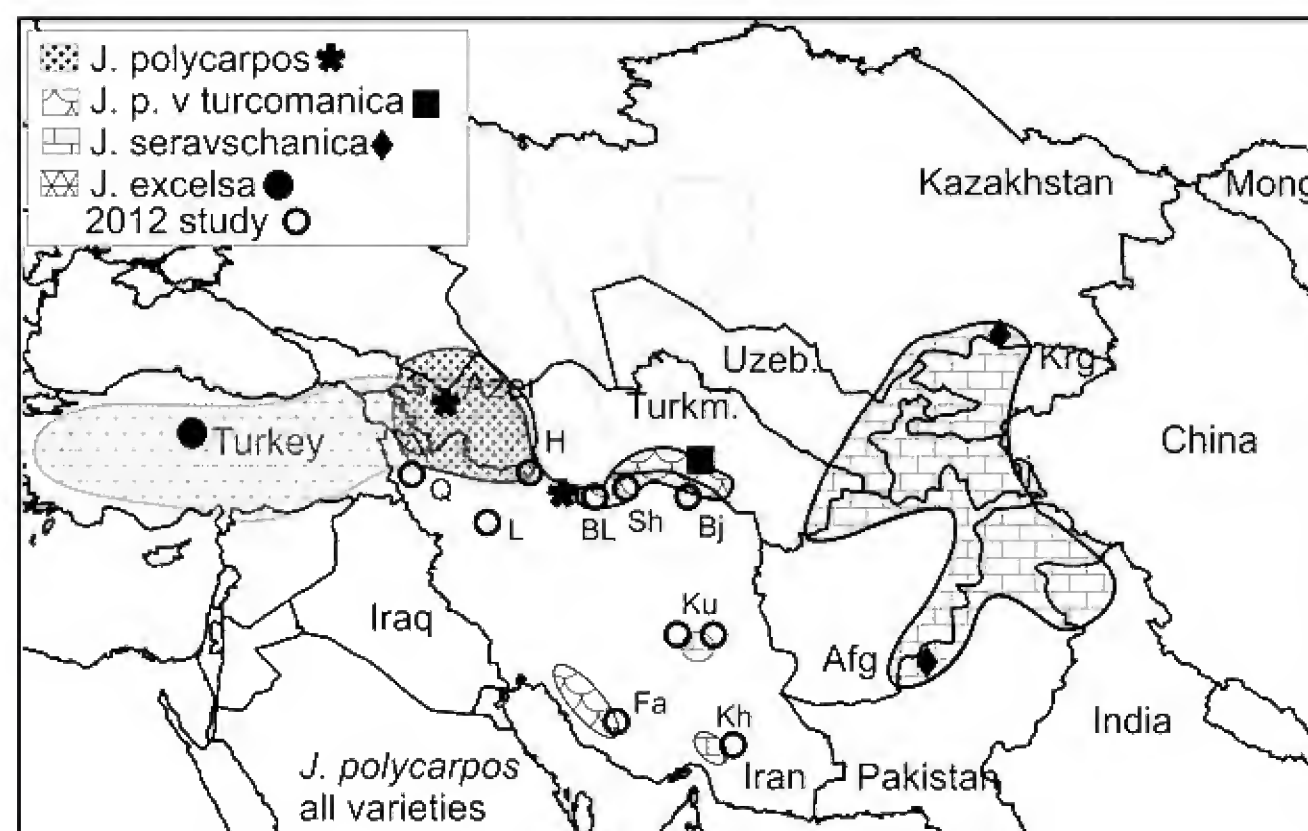 J. polycarpos
J. p. v turcomanica
J. seravschanica
J. excelsa
2012 study
Kazakhstan
Mong
Uzeb.
Krg
Azer
Turkm.
Turkey
China
H
Q
L
BL
Sh
Bj
Iraq
Ku
Afg
Fa
Kh
India
Iran
Pakistan
J. polycarpos
all varieties